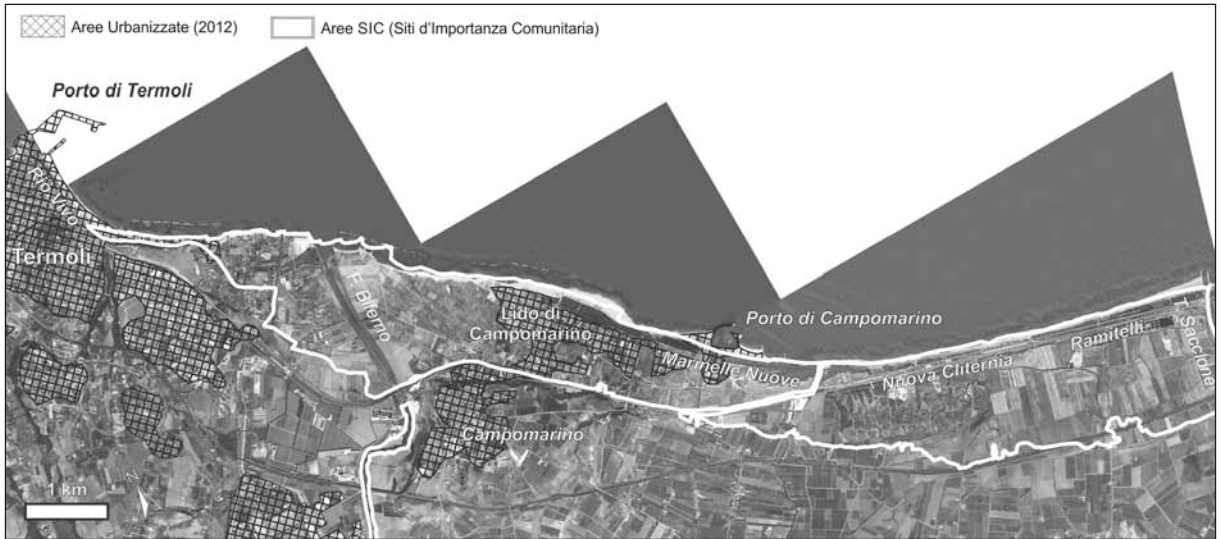 Aree Urbanizzate (2012)
Aree SIC (Siti d'Importanza Comunitaria)
Porto di Termoli
Rio Vivo
Termoli
F. Biferno
Lido di
Campomarino
Porto di Campomarino
Marinelle Nuove
Nuova Cliternia
Ramitelli
T. Saccione
Campomarino
1 km
N